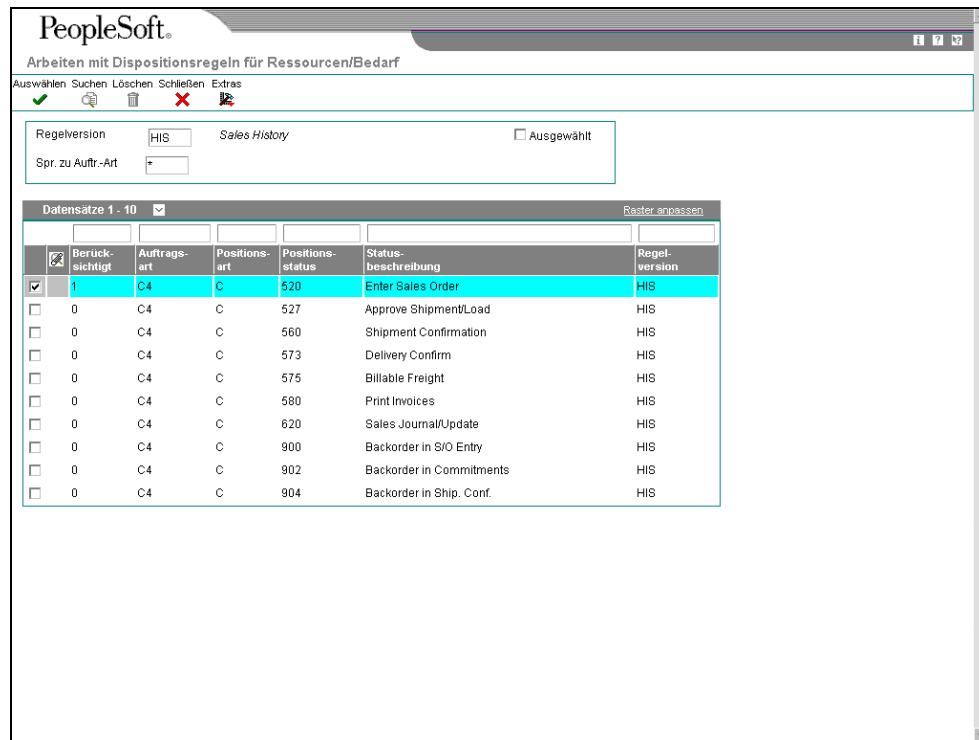 PeopleSoft.
Arbeiten mit Dispositionsregeln für Ressourcen/Bedarf
Auswählen Suchen Löschen Schließen Extras
Regelversion HIS Sales History Ausgewählt
Spr. zu Auftr.-Art *
Datensätze 1 - 10 Raster anpassen
Berück- Auftrags- Positions- Positions- Status- Regel-
sichtigt art art status beschreibung version
1 C4 C 520 Enter Sales Order HIS
0 C4 C 527 Approve Shipment/Load HIS
0 C4 C 560 Shipment Confirmation HIS
0 C4 C 573 Delivery Confirm HIS
0 C4 C 575 Billable Freight HIS
0 C4 C 580 Print Invoices HIS
0 C4 C 620 Sales Journal/Update HIS
0 C4 C 900 Backorder in S/O Entry HIS
0 C4 C 902 Backorder in Commitments HIS
0 C4 C 904 Backorder in Ship. Conf. HIS